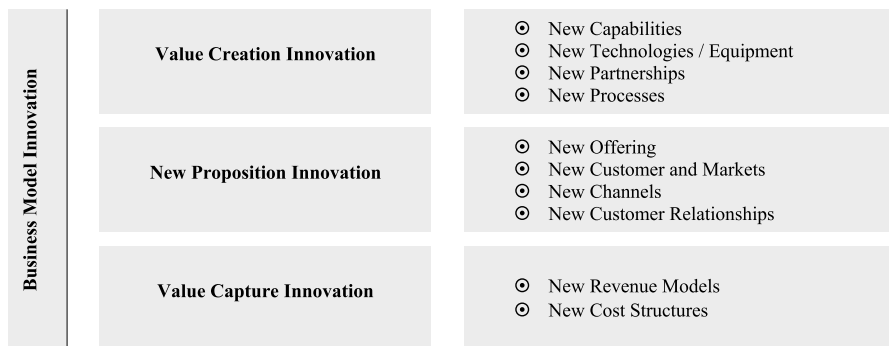 Business Model Innovation
Value Creation Innovation
New Capabilities
New Technologies / Equipment
New Partnerships
New Processes
New Proposition Innovation
New Offering
New Customer and Markets
New Channels
New Customer Relationships
Value Capture Innovation
New Revenue Models
New Cost Structures